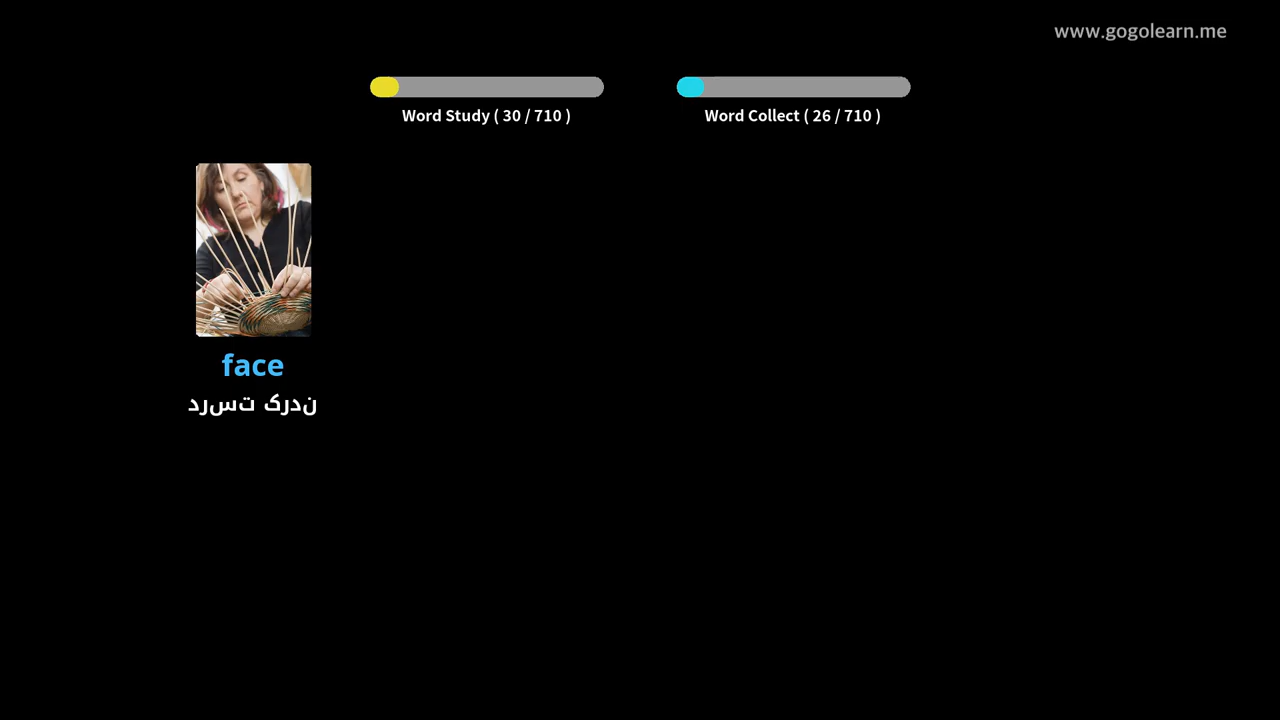 www.gogolearn.me
Word Study ( 30 / 710 )
Word Collect ( 26 / 710 )
face
درست کردن